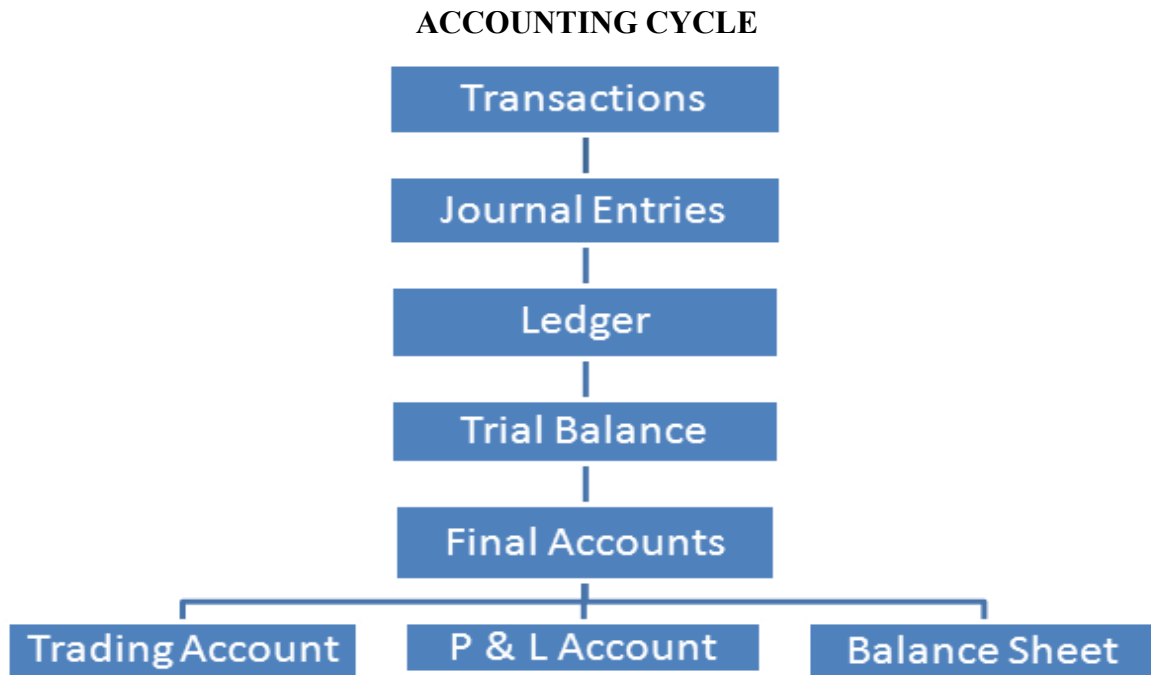 ACCOUNTING CYCLE
Transactions
Journal Entries
Ledger
Trial Balance
Final Accounts
Trading Account
P & L Account
Balance Sheet